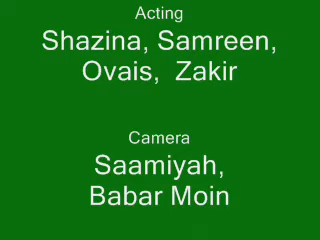 Acting
Shazina, Samreen,
Ovais,  Zakir
Camera
Saamiyah,
Babar Moin